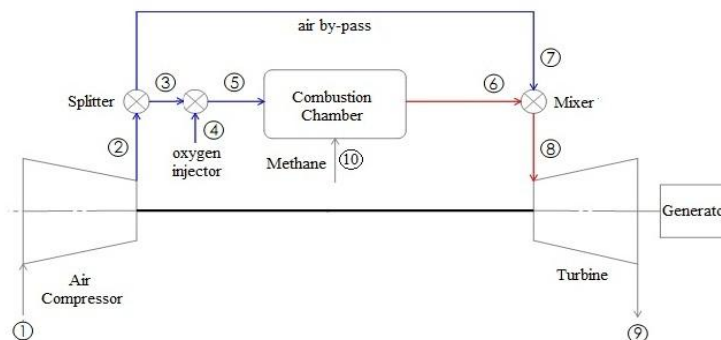 air by-pass
⑦
③
⑤
⑥
Splitter
Combustion
Chamber
Mixer
④
②
oxygen
injector
Methane
⑩
⑧
Generato
Air
Compressor
Turbine
①
⑨